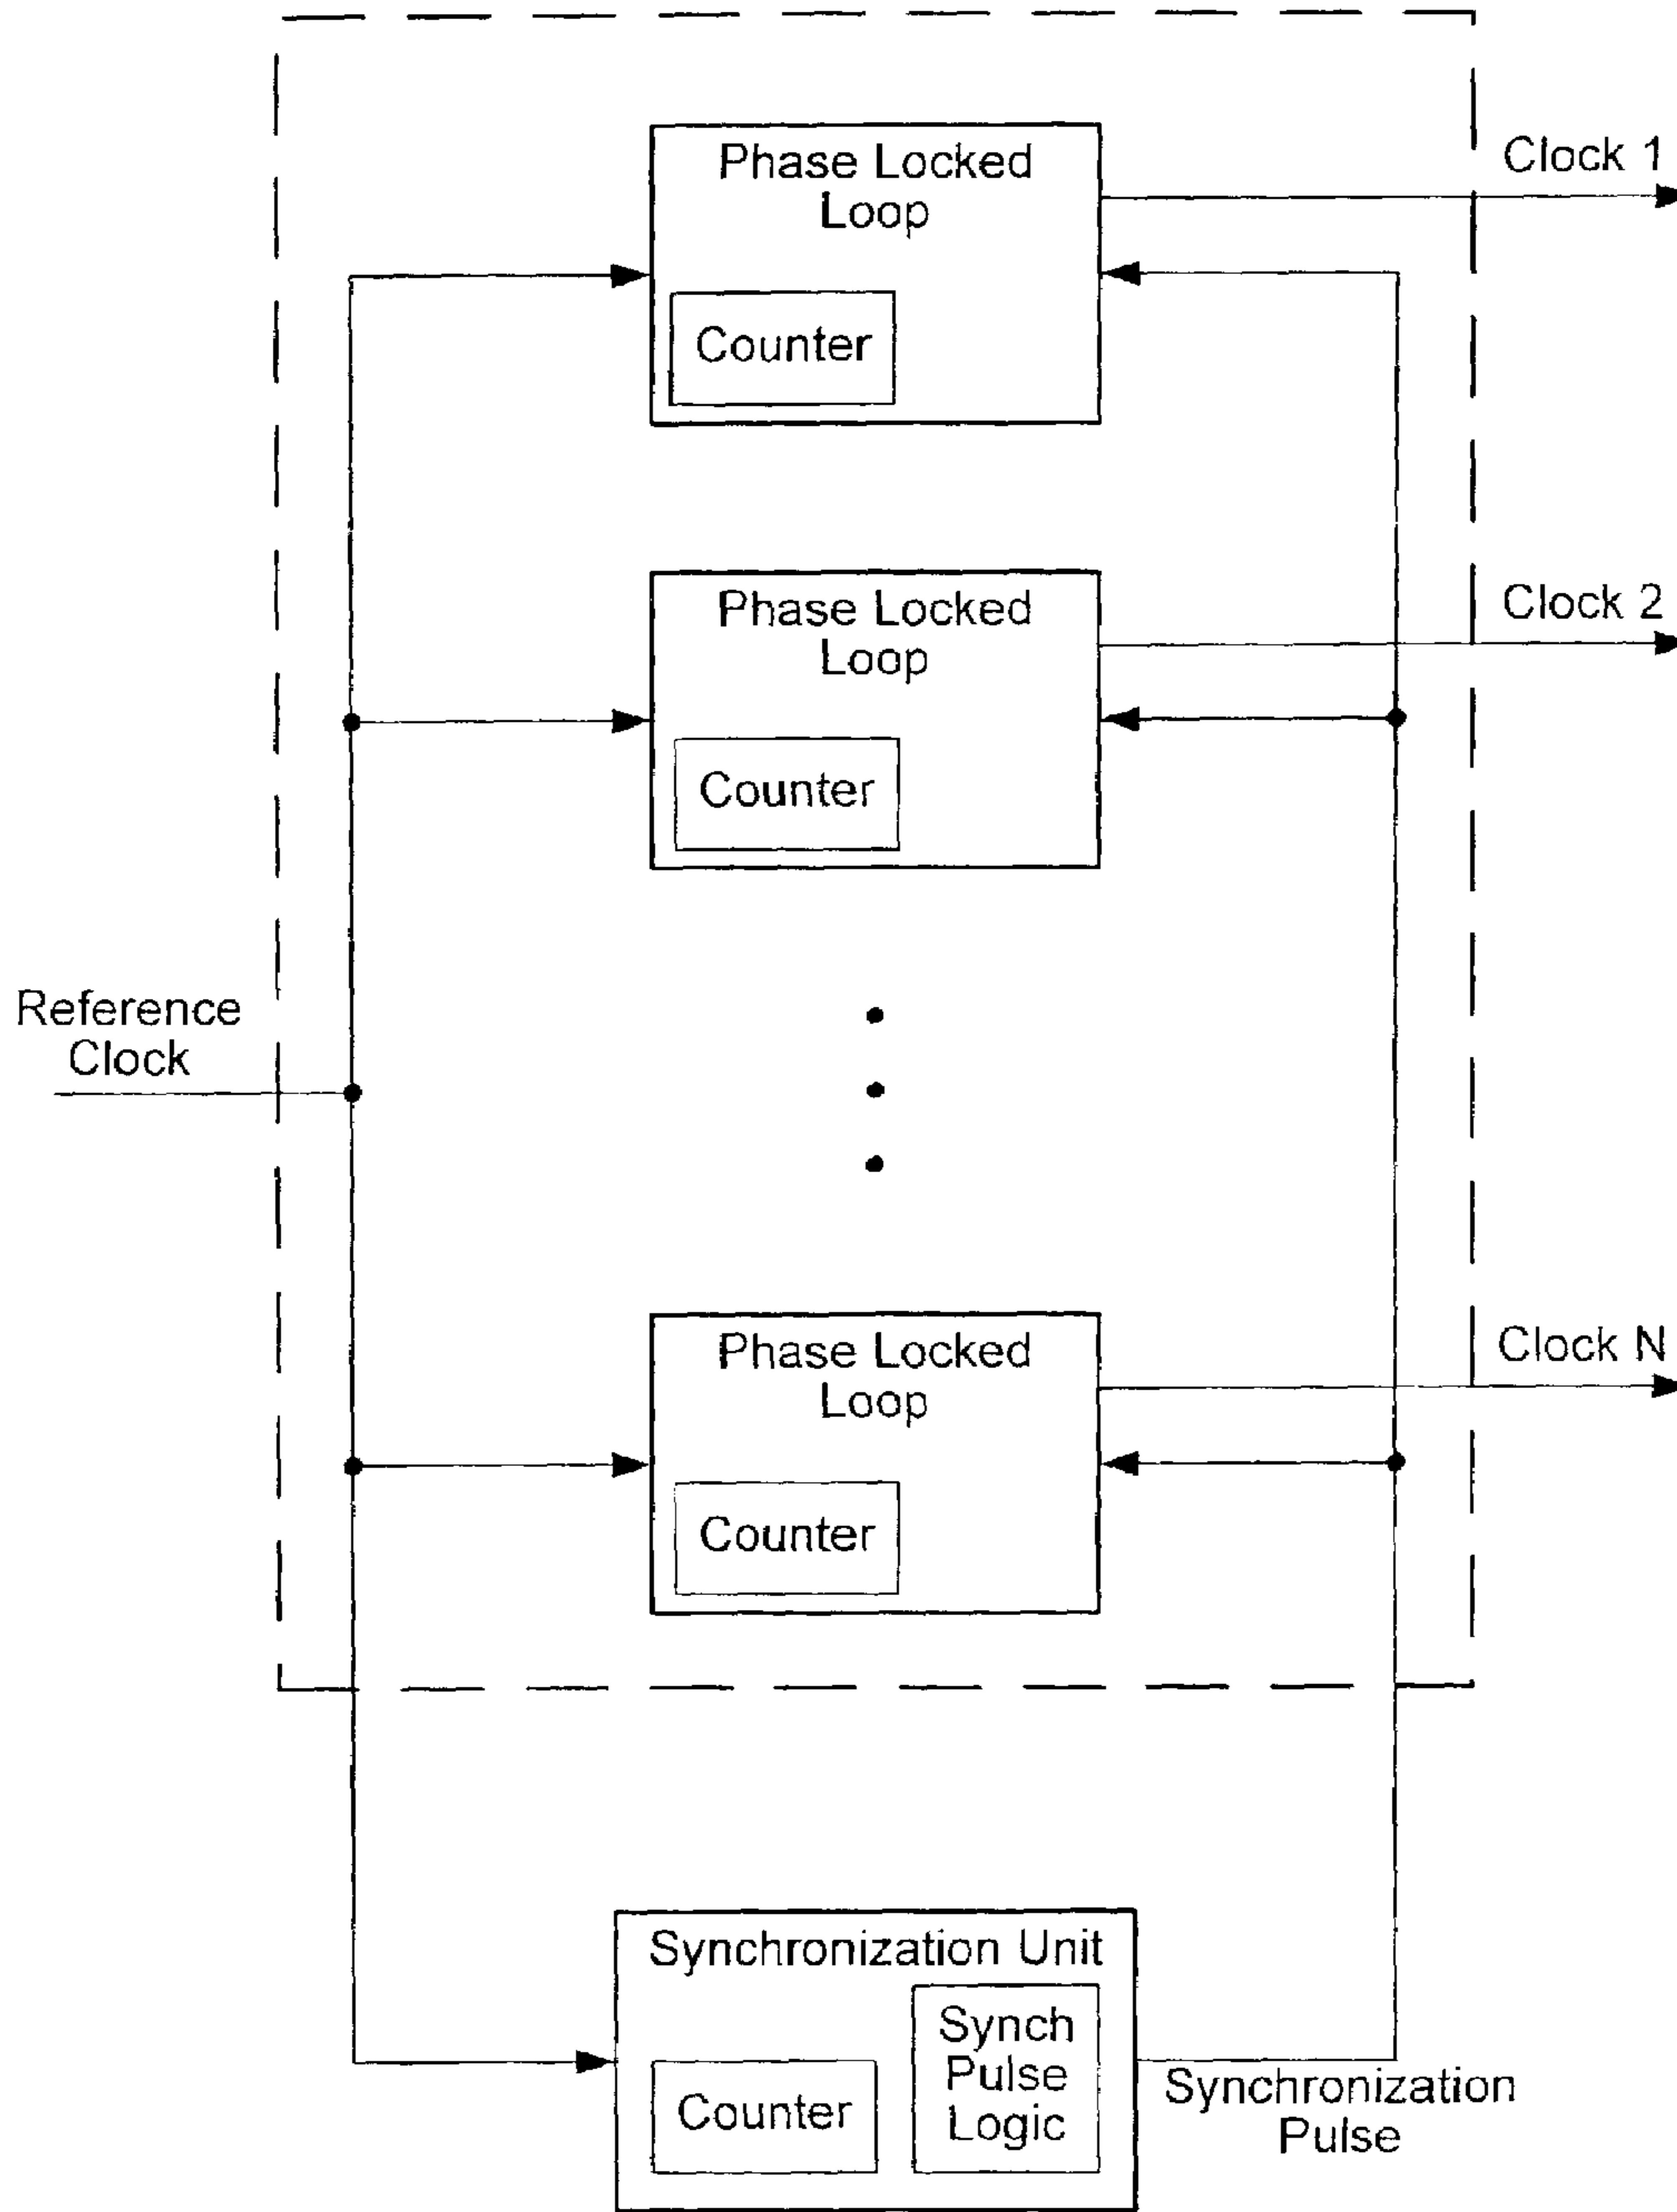 Phase Locked
Loop
Clock 1
Counter
Phase Locked
Loop
Clock 2
Counter
Reference
Clock
Phase Locked
Loop
Clock N
Counter
Synchronization Unit
Synch
Pulse
Logic
Counter
Synchronization
Pulse